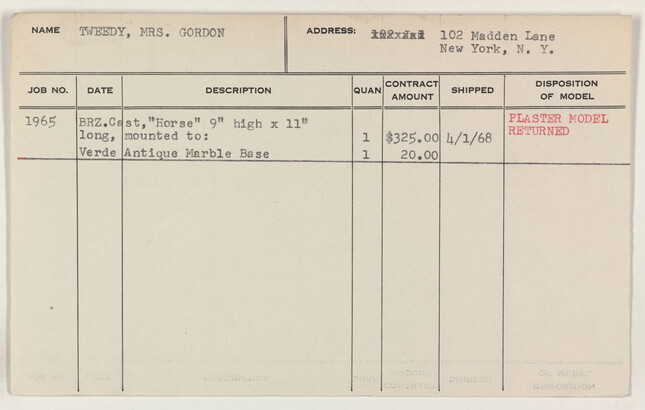 NAME TWEEDY, MRS. GORDON ADDRESS: 102 Madden Lane
New York, N. Y.
JOB NO. DATE DESCRIPTION QUAN CONTRACT AMOUNT SHIPPED DISPOSITION OF MODEL
1965 BRZ.Cast,"Horse" 9" high x 11" PLASTER MODEL
long, mounted to: 1 $325.00 4/1/68 RETURNED
Verde Antique Marble Base 1 20.00